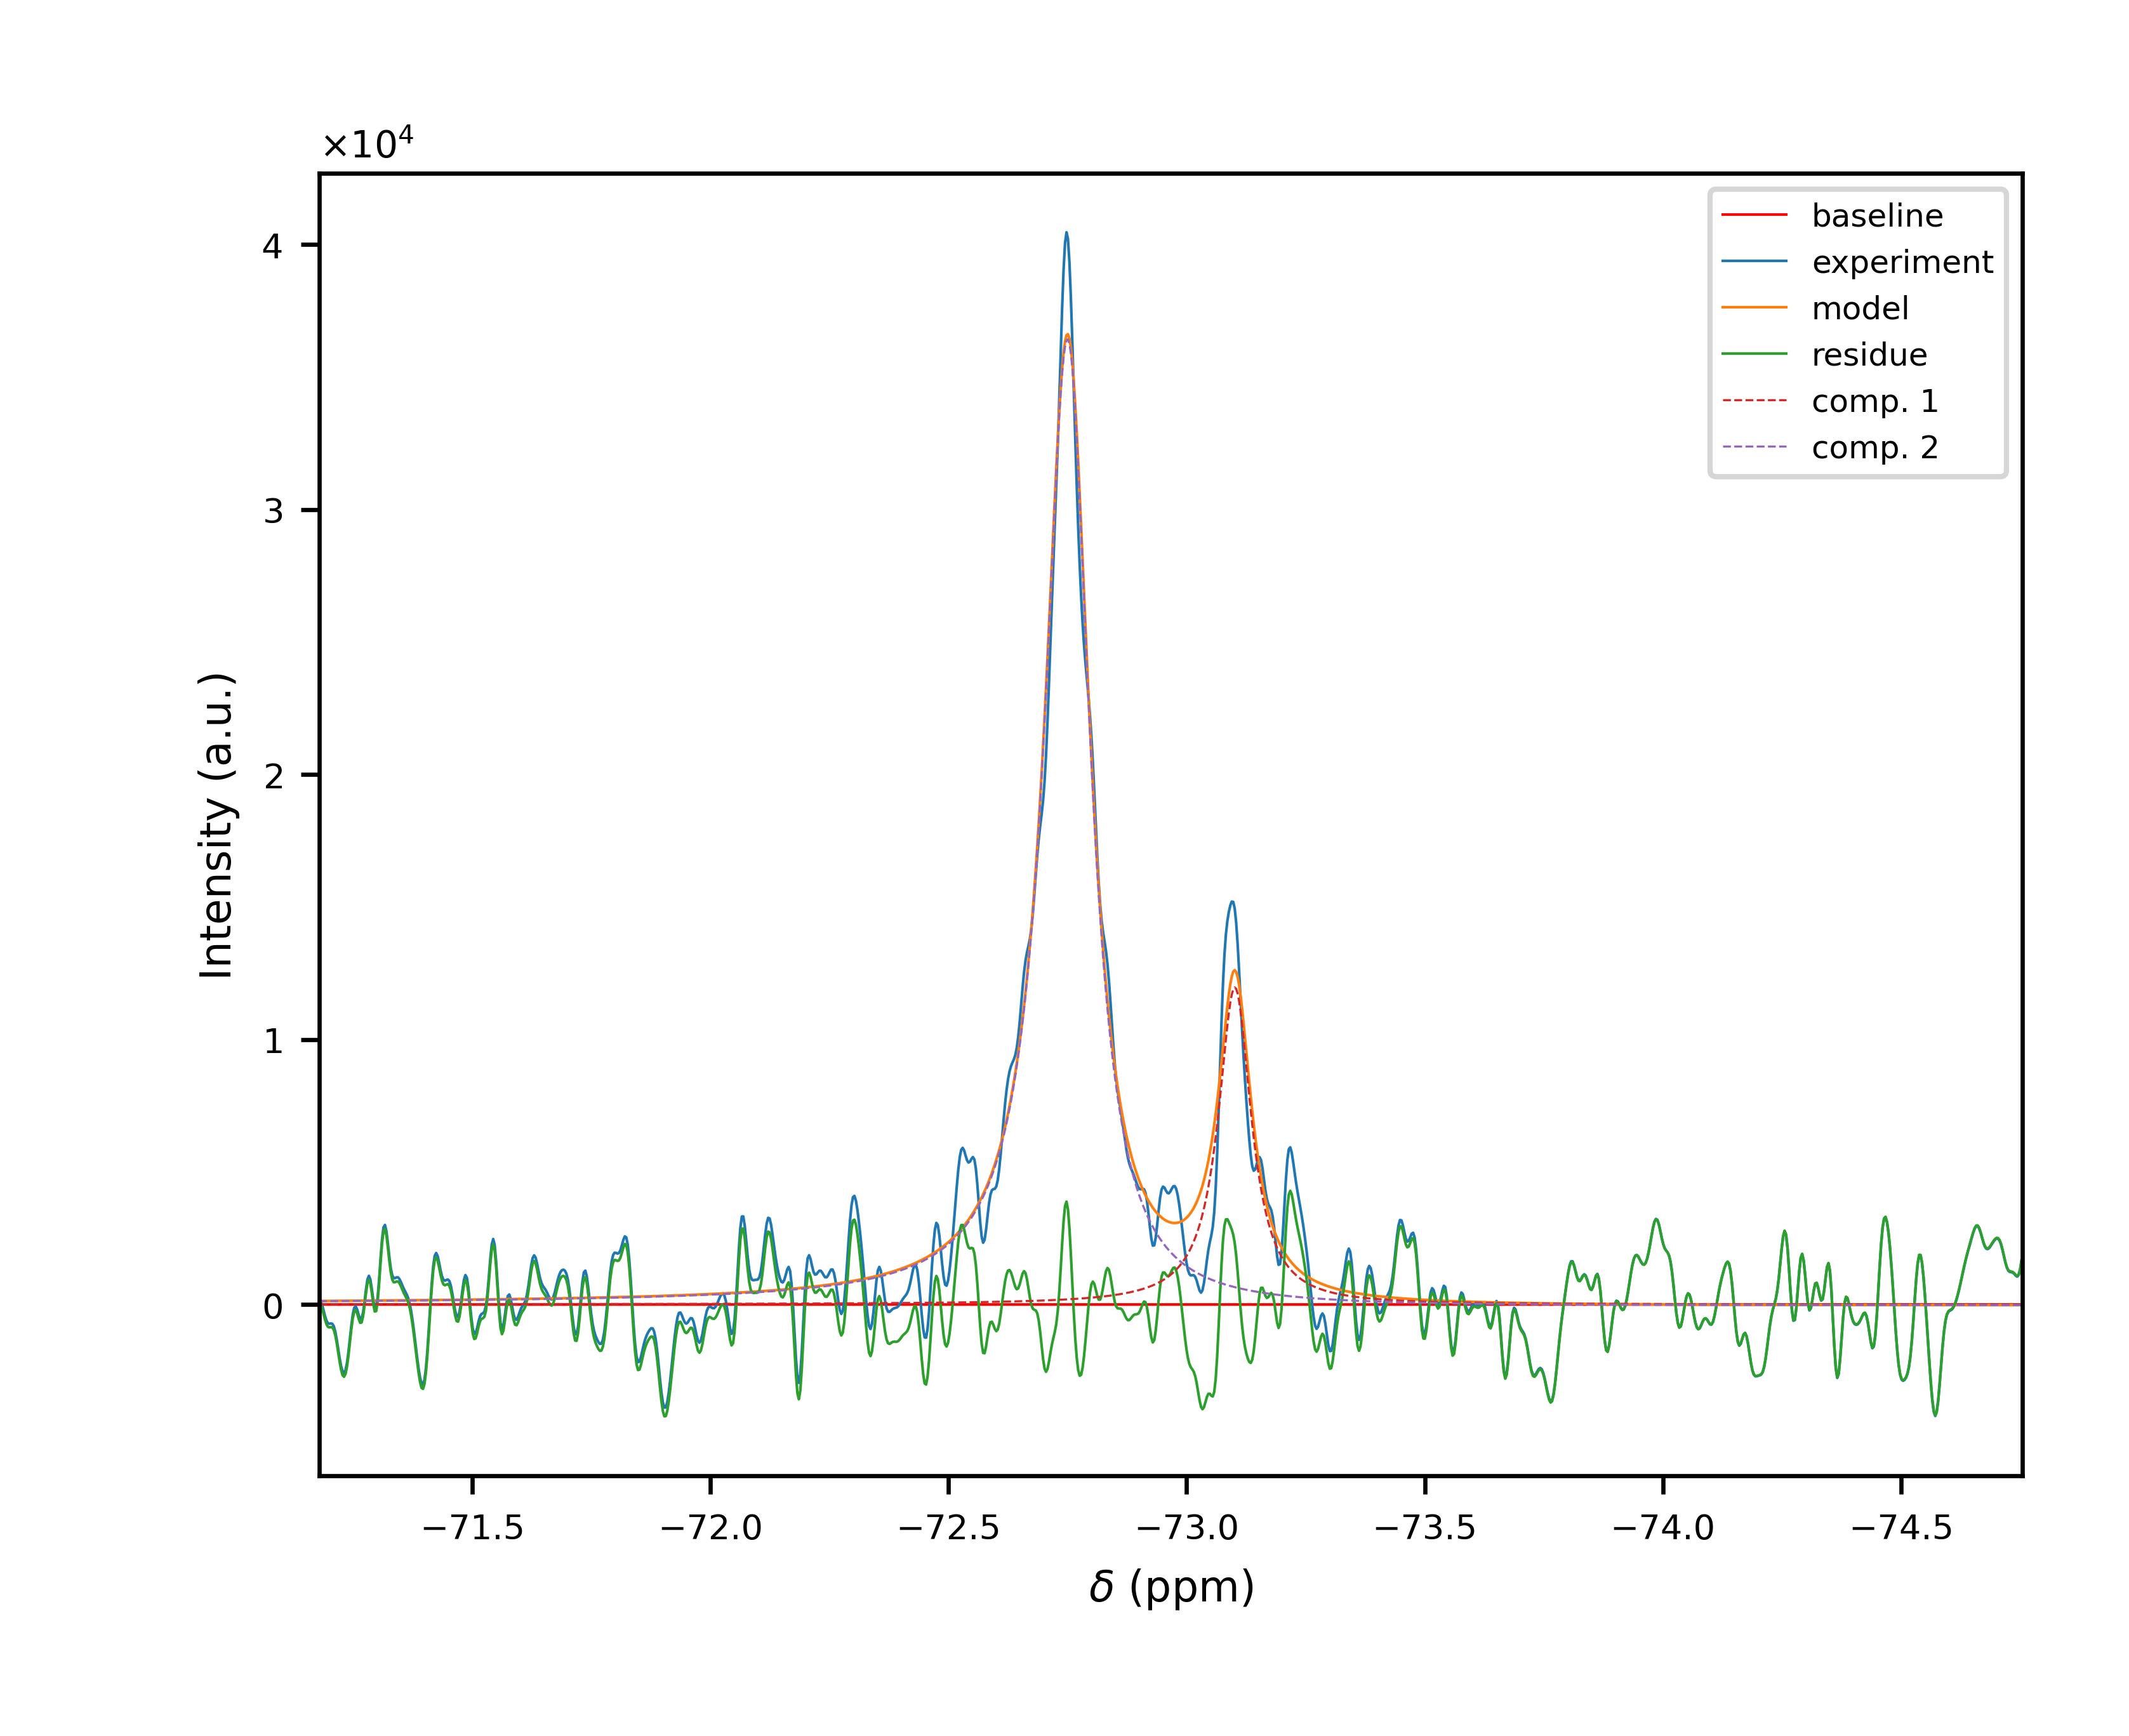 ×10⁴
4
3
2
1
0
Intensity (a.u.)
−71.5 −72.0 −72.5 −73.0 −73.5 −74.0 −74.5
δ (ppm)
baseline
experiment
model
residue
comp. 1
comp. 2